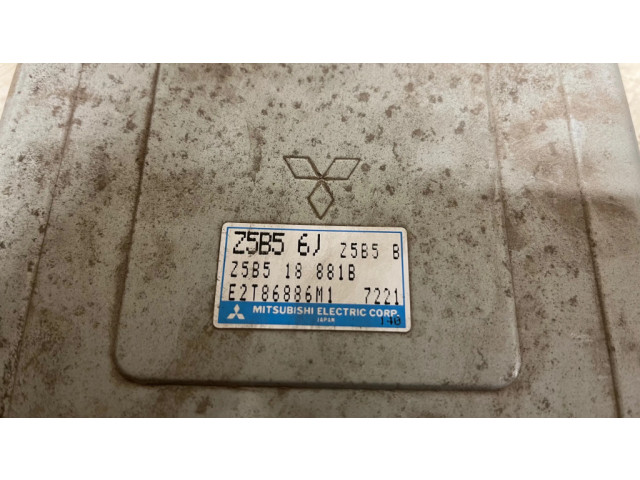 Z5B5 6J Z5B5 B
Z5B5 18 881B
E2T86886M1 7221
MITSUBISHI ELECTRIC CORP.
JAPAN 140